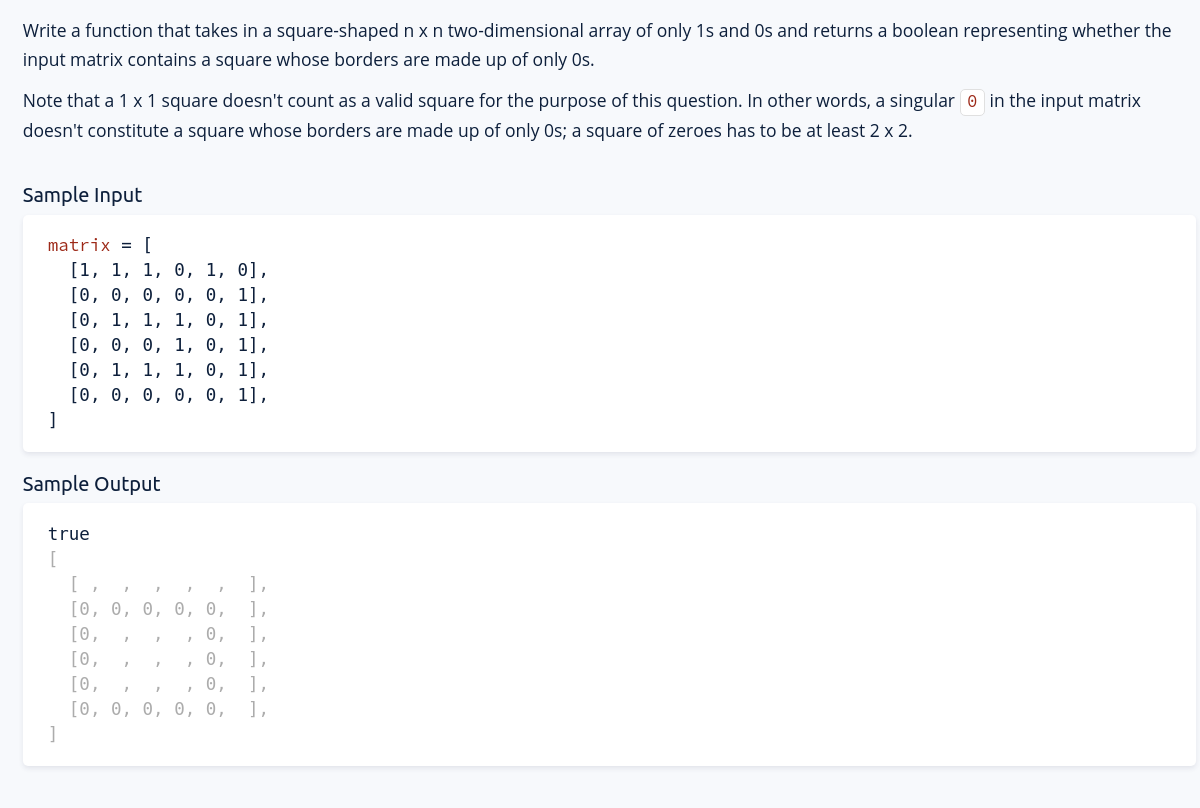 Write a function that takes in a square-shaped n x n two-dimensional array of only 1s and 0s and returns a boolean representing whether the
input matrix contains a square whose borders are made up of only 0s.
Note that a 1 x 1 square doesn't count as a valid square for the purpose of this question. In other words, a singular 0 in the input matrix
doesn't constitute a square whose borders are made up of only 0s; a square of zeroes has to be at least 2 x 2.
Sample Input
matrix = [
  [1, 1, 1, 0, 1, 0],
  [0, 0, 0, 0, 0, 1],
  [0, 1, 1, 1, 0, 1],
  [0, 0, 0, 1, 0, 1],
  [0, 1, 1, 1, 0, 1],
  [0, 0, 0, 0, 0, 1],
]
Sample Output
true
[
  [ ,  ,  ,  ,  ,  ],
  [0, 0, 0, 0, 0,  ],
  [0,  ,  ,  , 0,  ],
  [0,  ,  ,  , 0,  ],
  [0,  ,  ,  , 0,  ],
  [0, 0, 0, 0, 0,  ],
]